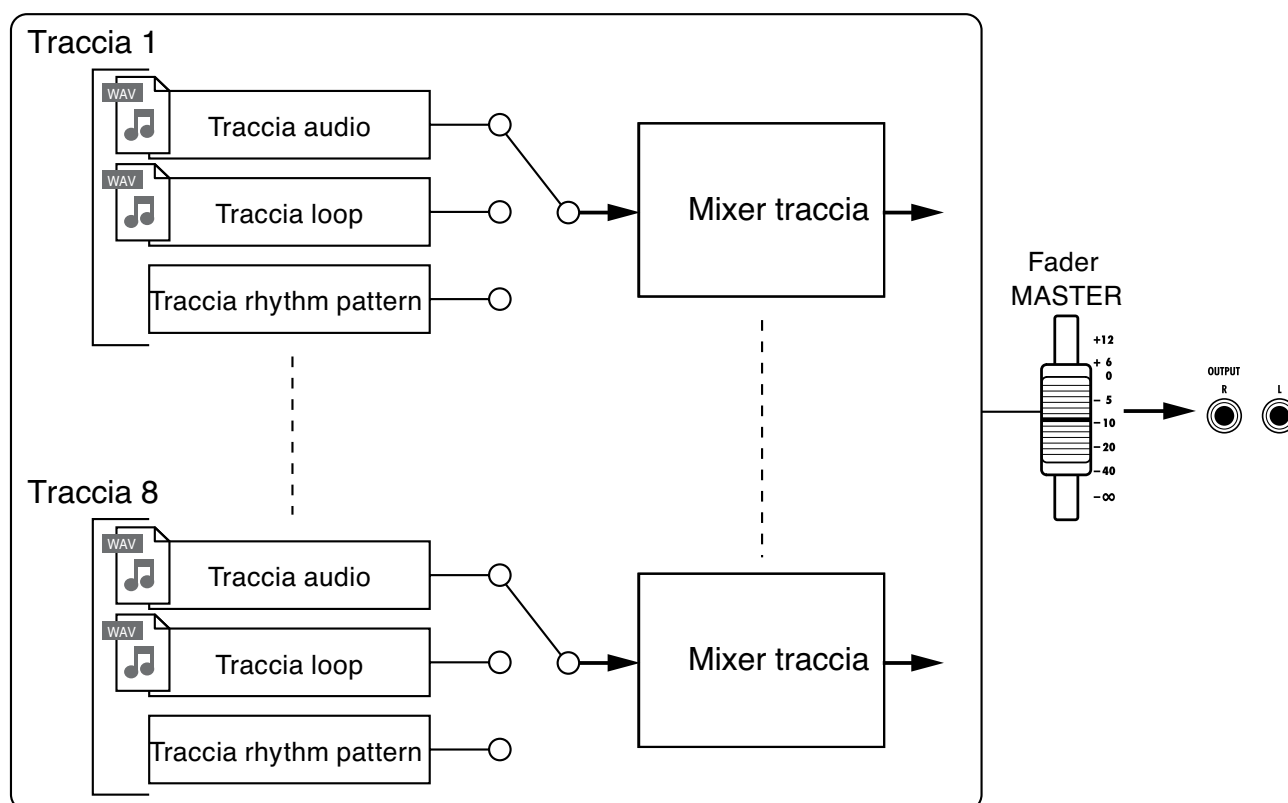 Traccia 1
WAV
Traccia audio
WAV
Traccia loop
Traccia rhythm pattern
Mixer traccia
Fader
MASTER
+12
+ 6
0
- 5
-10
-20
-40
-∞
OUTPUT
R L
Traccia 8
WAV
Traccia audio
WAV
Traccia loop
Traccia rhythm pattern
Mixer traccia